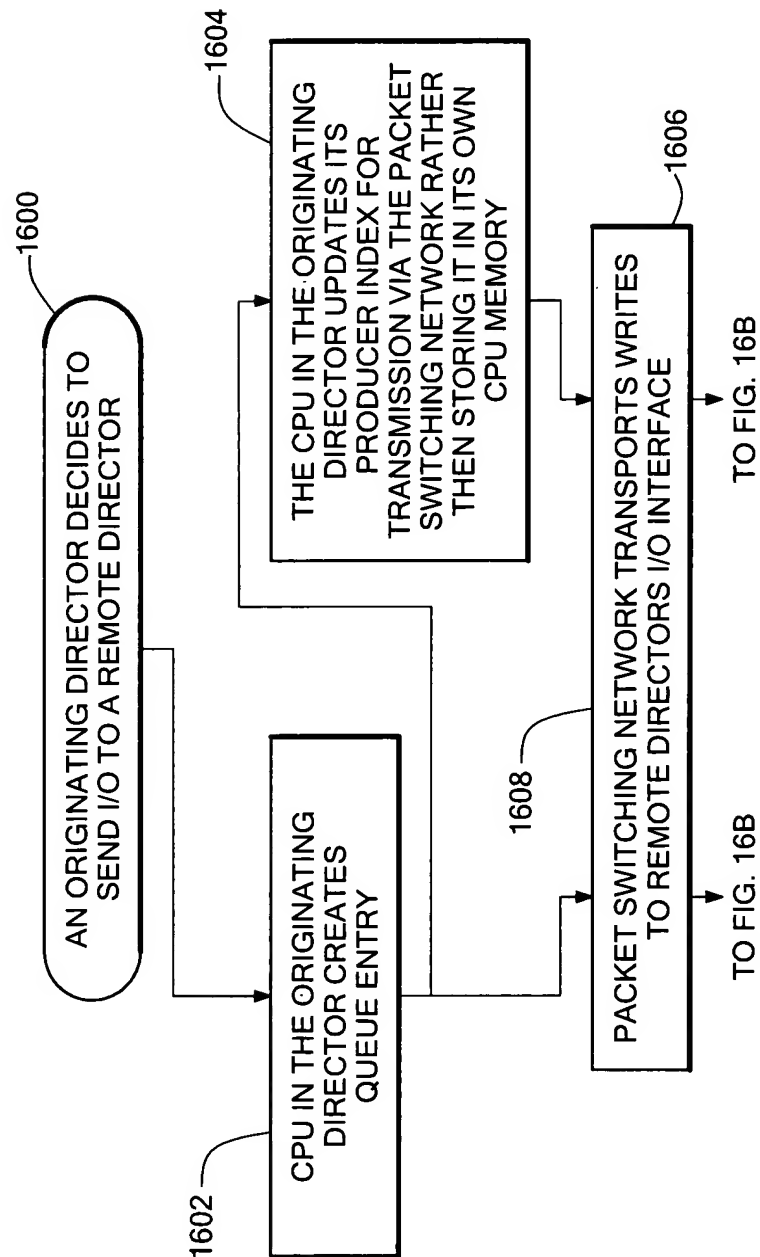 1600
AN ORIGINATING DIRECTOR DECIDES TO
SEND I/O TO A REMOTE DIRECTOR
1602
CPU IN THE ORIGINATING
DIRECTOR CREATES
QUEUE ENTRY
1604
THE CPU IN THE ORIGINATING
DIRECTOR UPDATES ITS
PRODUCER INDEX FOR
TRANSMISSION VIA THE PACKET
SWITCHING NETWORK RATHER
THEN STORING IT IN ITS OWN
CPU MEMORY
1608
1606
PACKET SWITCHING NETWORK TRANSPORTS WRITES
TO REMOTE DIRECTORS I/O INTERFACE
TO FIG. 16B
TO FIG. 16B